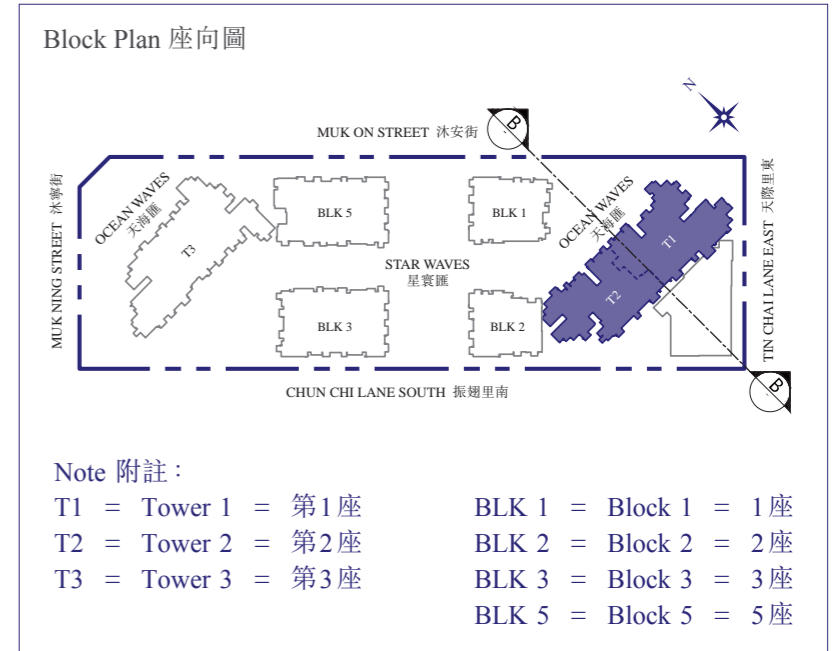 Block Plan 座向圖
N
B
MUK ON STREET 沐安街
MUK NING STREET 沐寧街
OCEAN WAVES
天海匯
T3
BLK 5
BLK 1
OCEAN WAVES
天海匯
T1
TIN CHAI LANE EAST 天際里東
STAR WAVES
星寰匯
T2
BLK 3
BLK 2
CHUN CHI LANE SOUTH 振翅里南
B
Note 附註：
T1 = Tower 1 = 第1座
T2 = Tower 2 = 第2座
T3 = Tower 3 = 第3座
BLK 1 = Block 1 = 1座
BLK 2 = Block 2 = 2座
BLK 3 = Block 3 = 3座
BLK 5 = Block 5 = 5座